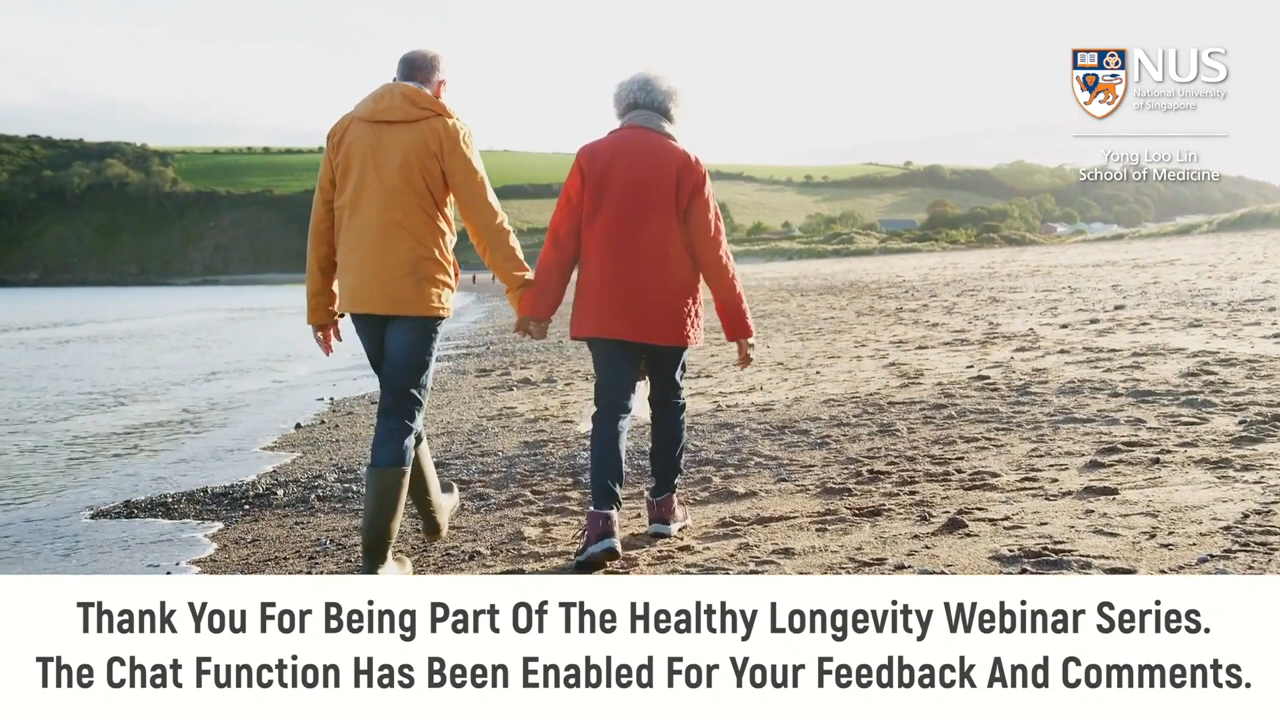 NUS
National University
of Singapore
Yong Loo Lin
School of Medicine
Thank You For Being Part Of The Healthy Longevity Webinar Series.
The Chat Function Has Been Enabled For Your Feedback And Comments.